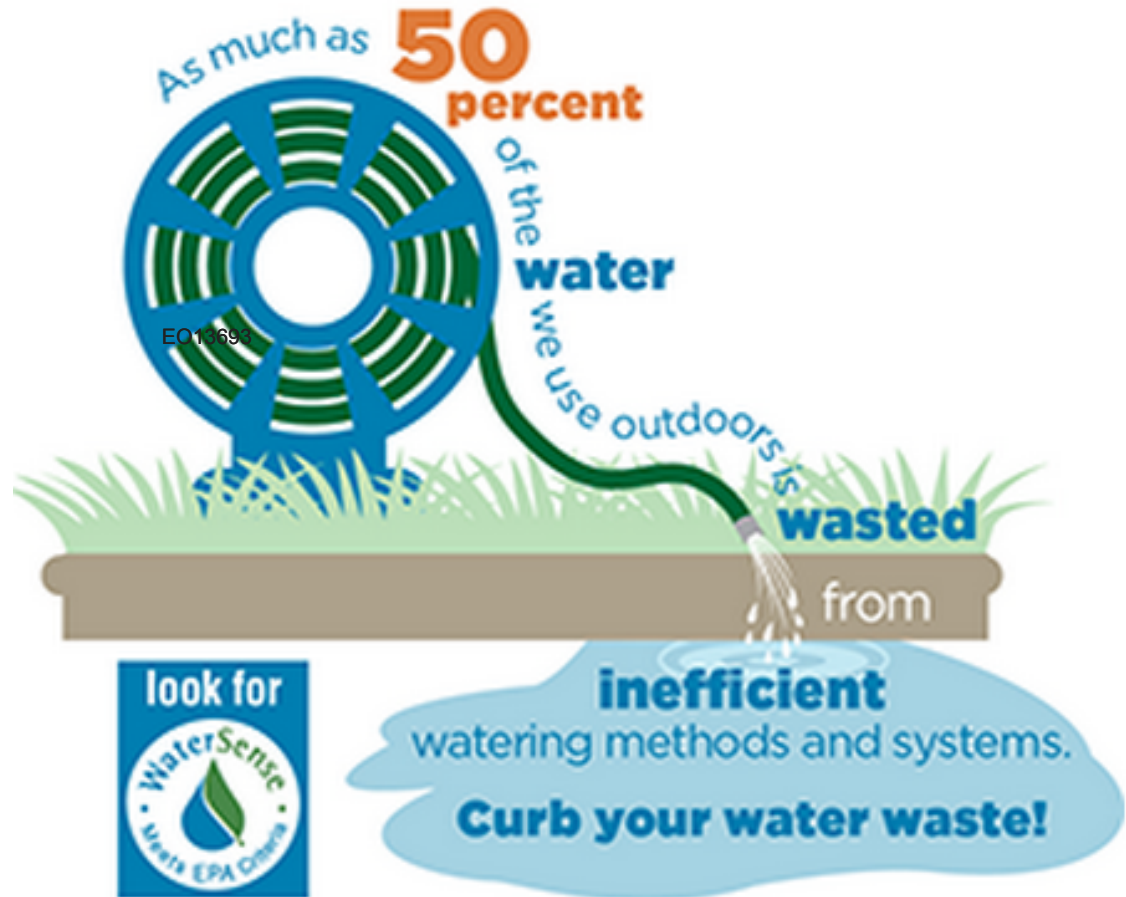 As much as
50
percent
of the
water
we use outdoors is
wasted
from
inefficient
watering methods and systems.
Curb your water waste!
EO13693
look for
WaterSense
Meets EPA Criteria